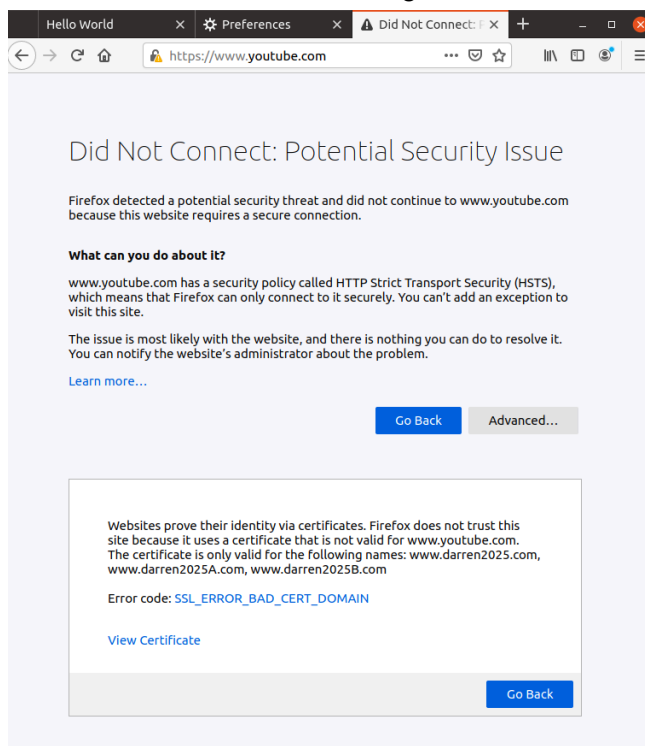 Hello World
Preferences
Did Not Connect: P
https://www.youtube.com
Did Not Connect: Potential Security Issue
Firefox detected a potential security threat and did not continue to www.youtube.com
because this website requires a secure connection.
What can you do about it?
www.youtube.com has a security policy called HTTP Strict Transport Security (HSTS),
which means that Firefox can only connect to it securely. You can’t add an exception to
visit this site.
The issue is most likely with the website, and there is nothing you can do to resolve it.
You can notify the website’s administrator about the problem.
Learn more…
Go Back
Advanced…
Websites prove their identity via certificates. Firefox does not trust this
site because it uses a certificate that is not valid for www.youtube.com.
The certificate is only valid for the following names: www.darren2025.com,
www.darren2025A.com, www.darren2025B.com
Error code: SSL_ERROR_BAD_CERT_DOMAIN
View Certificate
Go Back